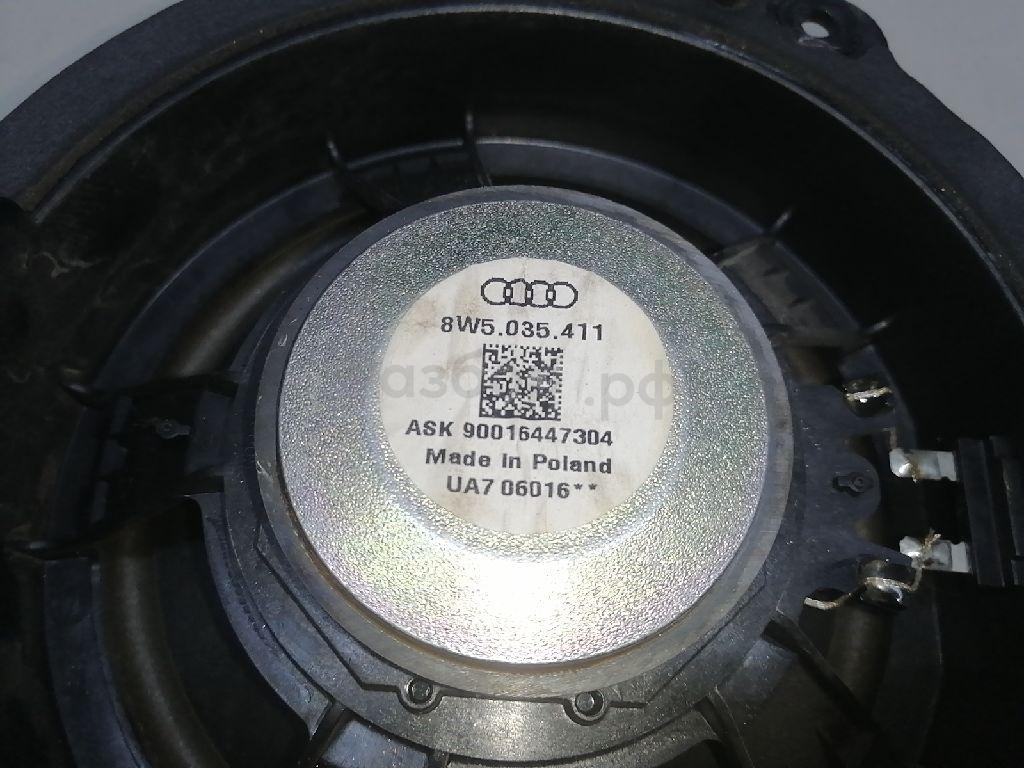 8W5.035.411
ASK 90016447304
Made In Poland
UA7 06016**